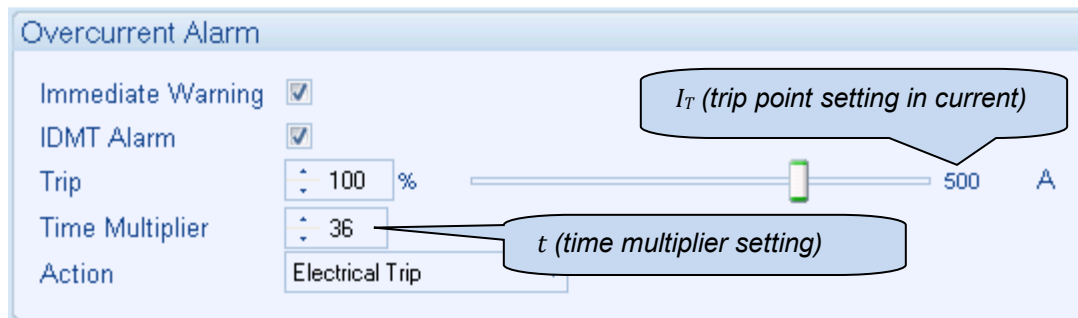 Overcurrent Alarm
Immediate Warning
I_T (trip point setting in current)
IDMT Alarm
Trip 100 % 500 A
Time Multiplier 36
t (time multiplier setting)
Action Electrical Trip